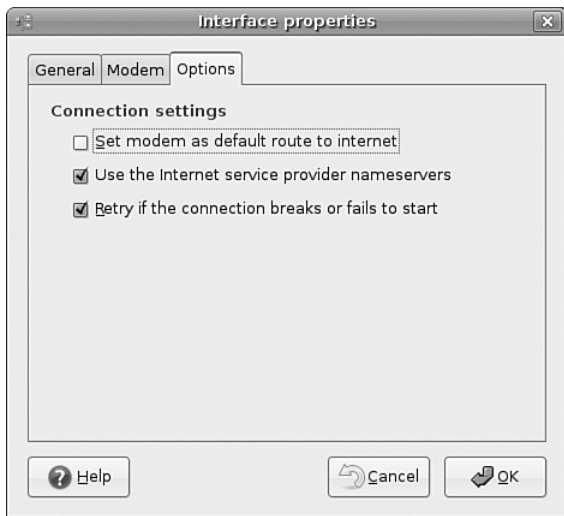 Interface properties
General Modem Options
Connection settings
Set modem as default route to internet
Use the Internet service provider nameservers
Retry if the connection breaks or fails to start
Help Cancel OK